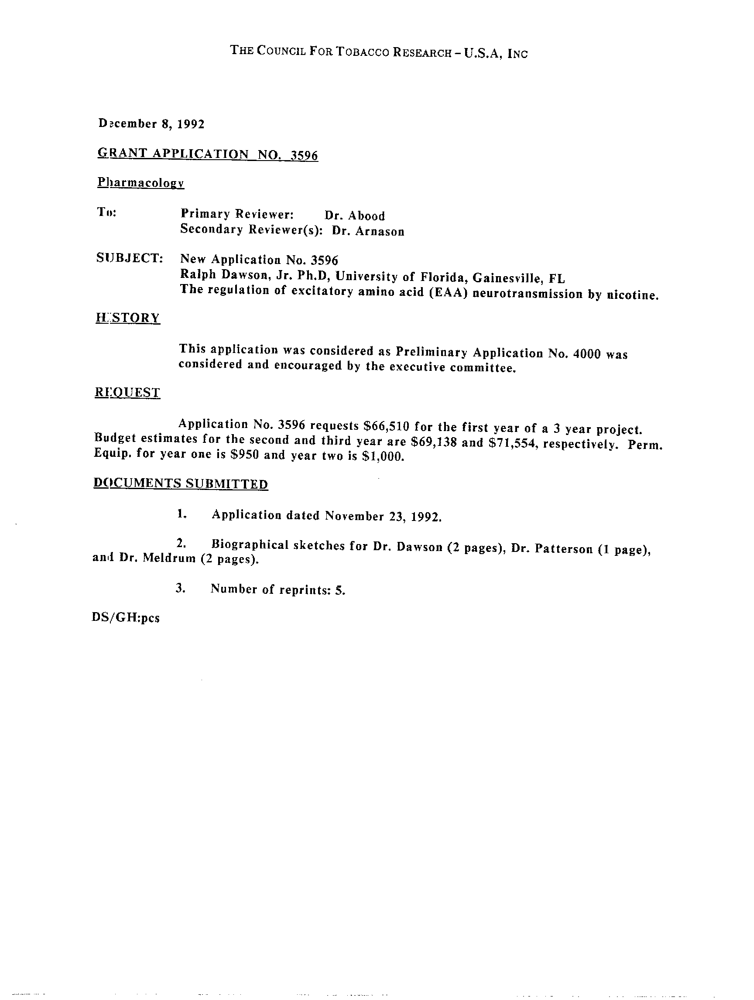 THE COUNCIL FOR TOBACCO RESEARCH – U.S.A, INC
December 8, 1992
GRANT APPLICATION NO. 3596
Pharmacology
To: Primary Reviewer: Dr. Abood
Secondary Reviewer(s): Dr. Arnason
SUBJECT: New Application No. 3596
Ralph Dawson, Jr. Ph.D, University of Florida, Gainesville, FL
The regulation of excitatory amino acid (EAA) neurotransmission by nicotine.
HISTORY
This application was considered as Preliminary Application No. 4000 was
considered and encouraged by the executive committee.
REQUEST
Application No. 3596 requests $66,510 for the first year of a 3 year project.
Budget estimates for the second and third year are $69,138 and $71,554, respectively. Perm.
Equip. for year one is $950 and year two is $1,000.
DOCUMENTS SUBMITTED
1. Application dated November 23, 1992.
2. Biographical sketches for Dr. Dawson (2 pages), Dr. Patterson (1 page),
and Dr. Meldrum (2 pages).
3. Number of reprints: 5.
DS/GH:pcs